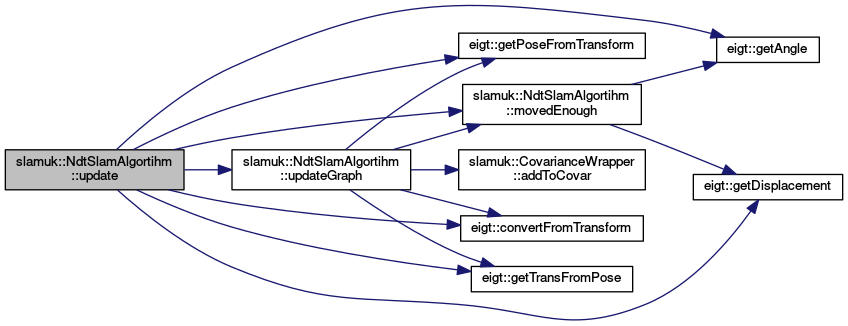 slamuk::NdtSlamAlgortihm
::update
slamuk::NdtSlamAlgortihm
::updateGraph
eigt::getPoseFromTransform
slamuk::NdtSlamAlgortihm
::movedEnough
slamuk::CovarianceWrapper
::addToCovar
eigt::convertFromTransform
eigt::getTransFromPose
eigt::getAngle
eigt::getDisplacement